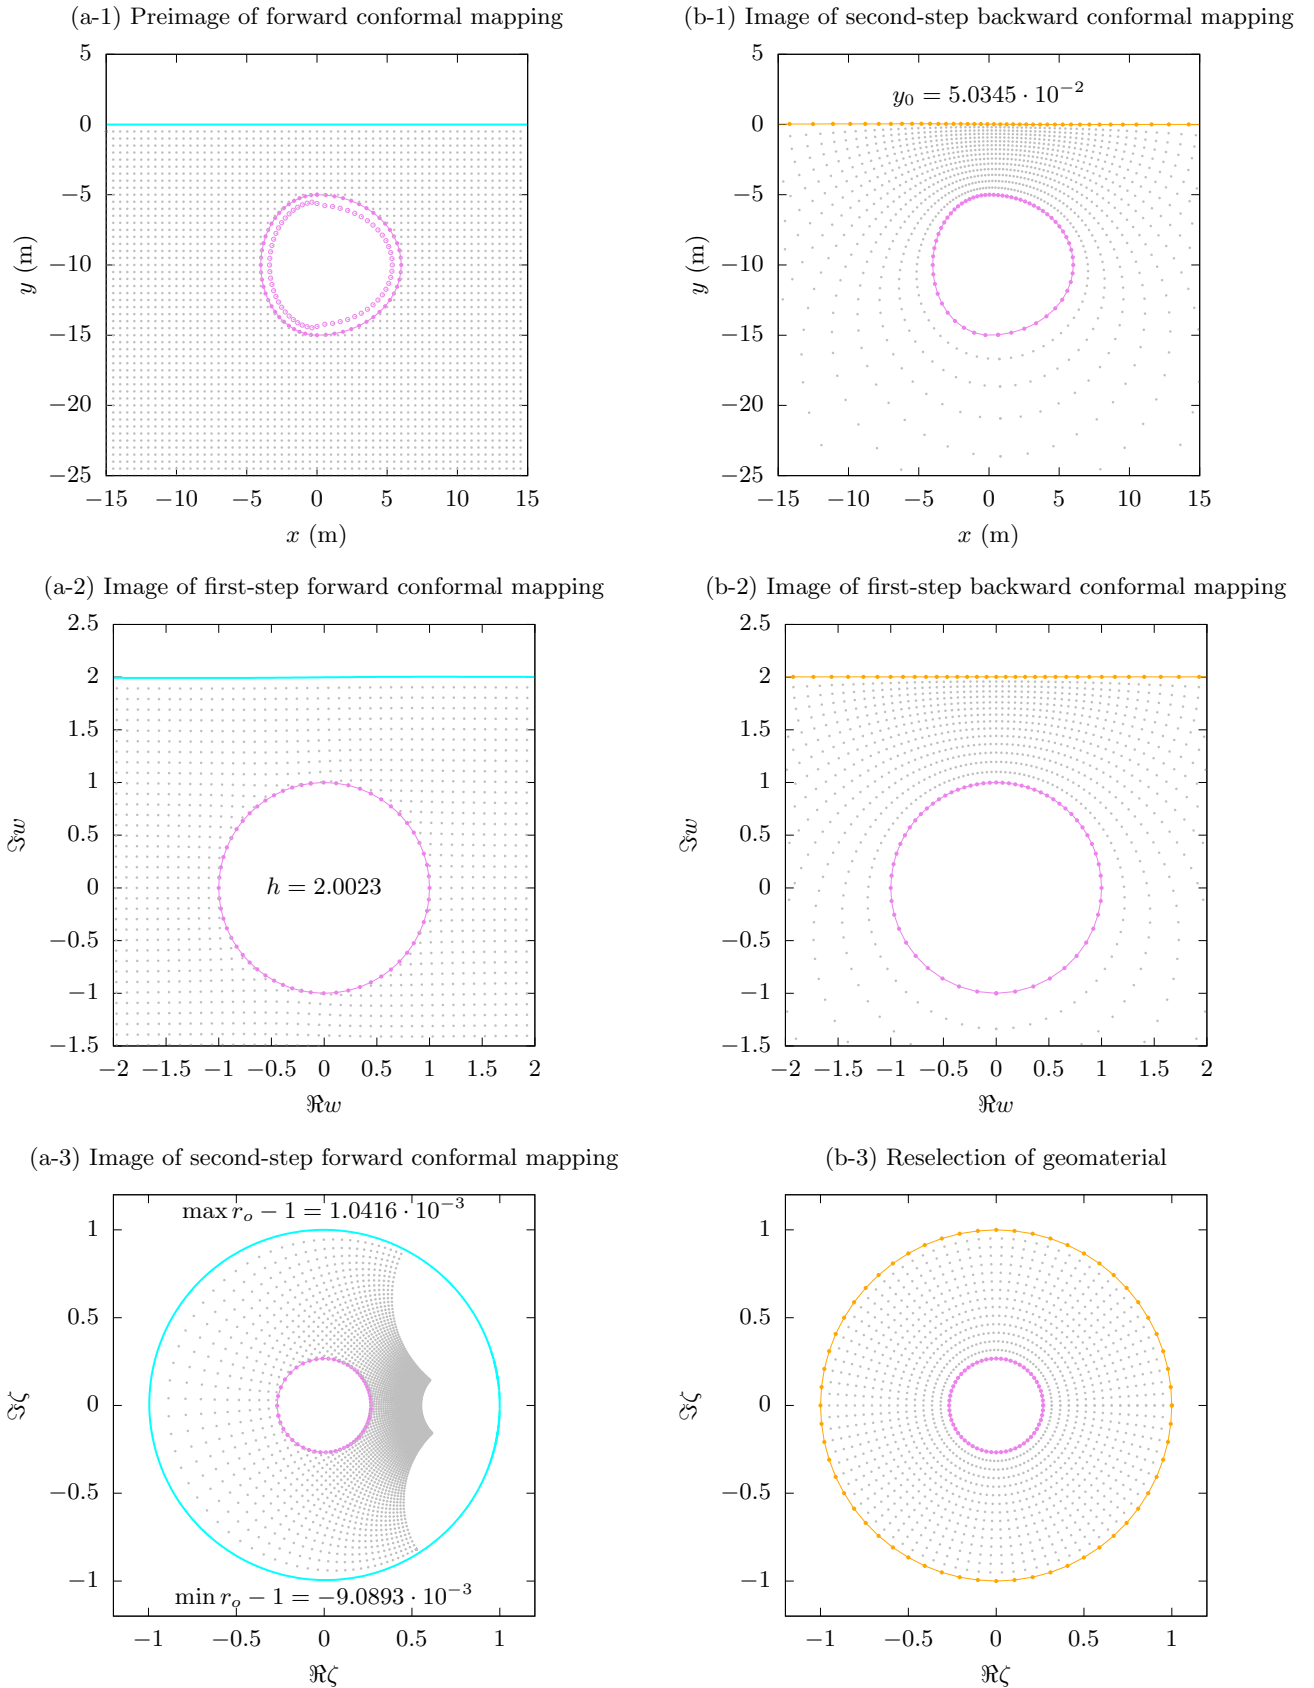 (a-1) Preimage of forward conformal mapping
5
0
−5
−10
−15
−20
−25
y (m)
−15 −10 −5 0 5 10 15
x (m)
(b-1) Image of second-step backward conformal mapping
y₀ = 5.0345 · 10⁻²
5
0
−5
−10
−15
−20
−25
y (m)
−15 −10 −5 0 5 10 15
x (m)
(a-2) Image of first-step forward conformal mapping
2.5
2
1.5
1
0.5
0
−0.5
−1
−1.5
ℑw
h = 2.0023
−2 −1.5 −1 −0.5 0 0.5 1 1.5 2
ℜw
(b-2) Image of first-step backward conformal mapping
2.5
2
1.5
1
0.5
0
−0.5
−1
−1.5
ℑw
−2 −1.5 −1 −0.5 0 0.5 1 1.5 2
ℜw
(a-3) Image of second-step forward conformal mapping
max rₒ − 1 = 1.0416 · 10⁻³
1
0.5
0
−0.5
−1
ℑζ
min rₒ − 1 = −9.0893 · 10⁻³
−1 −0.5 0 0.5 1
ℜζ
(b-3) Reselection of geomaterial
1
0.5
0
−0.5
−1
ℑζ
−1 −0.5 0 0.5 1
ℜζ